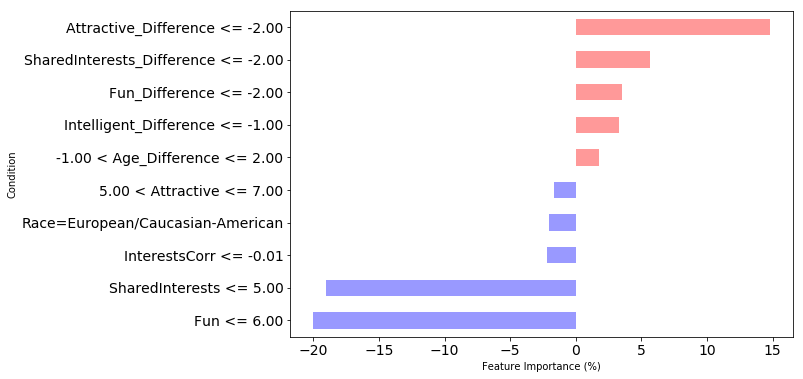 Attractive_Difference <= -2.00
SharedInterests_Difference <= -2.00
Fun_Difference <= -2.00
Intelligent_Difference <= -1.00
-1.00 < Age_Difference <= 2.00
5.00 < Attractive <= 7.00
Race=European/Caucasian-American
InterestsCorr <= -0.01
SharedInterests <= 5.00
Fun <= 6.00
Condition
−20 −15 −10 −5 0 5 10 15
Feature Importance (%)